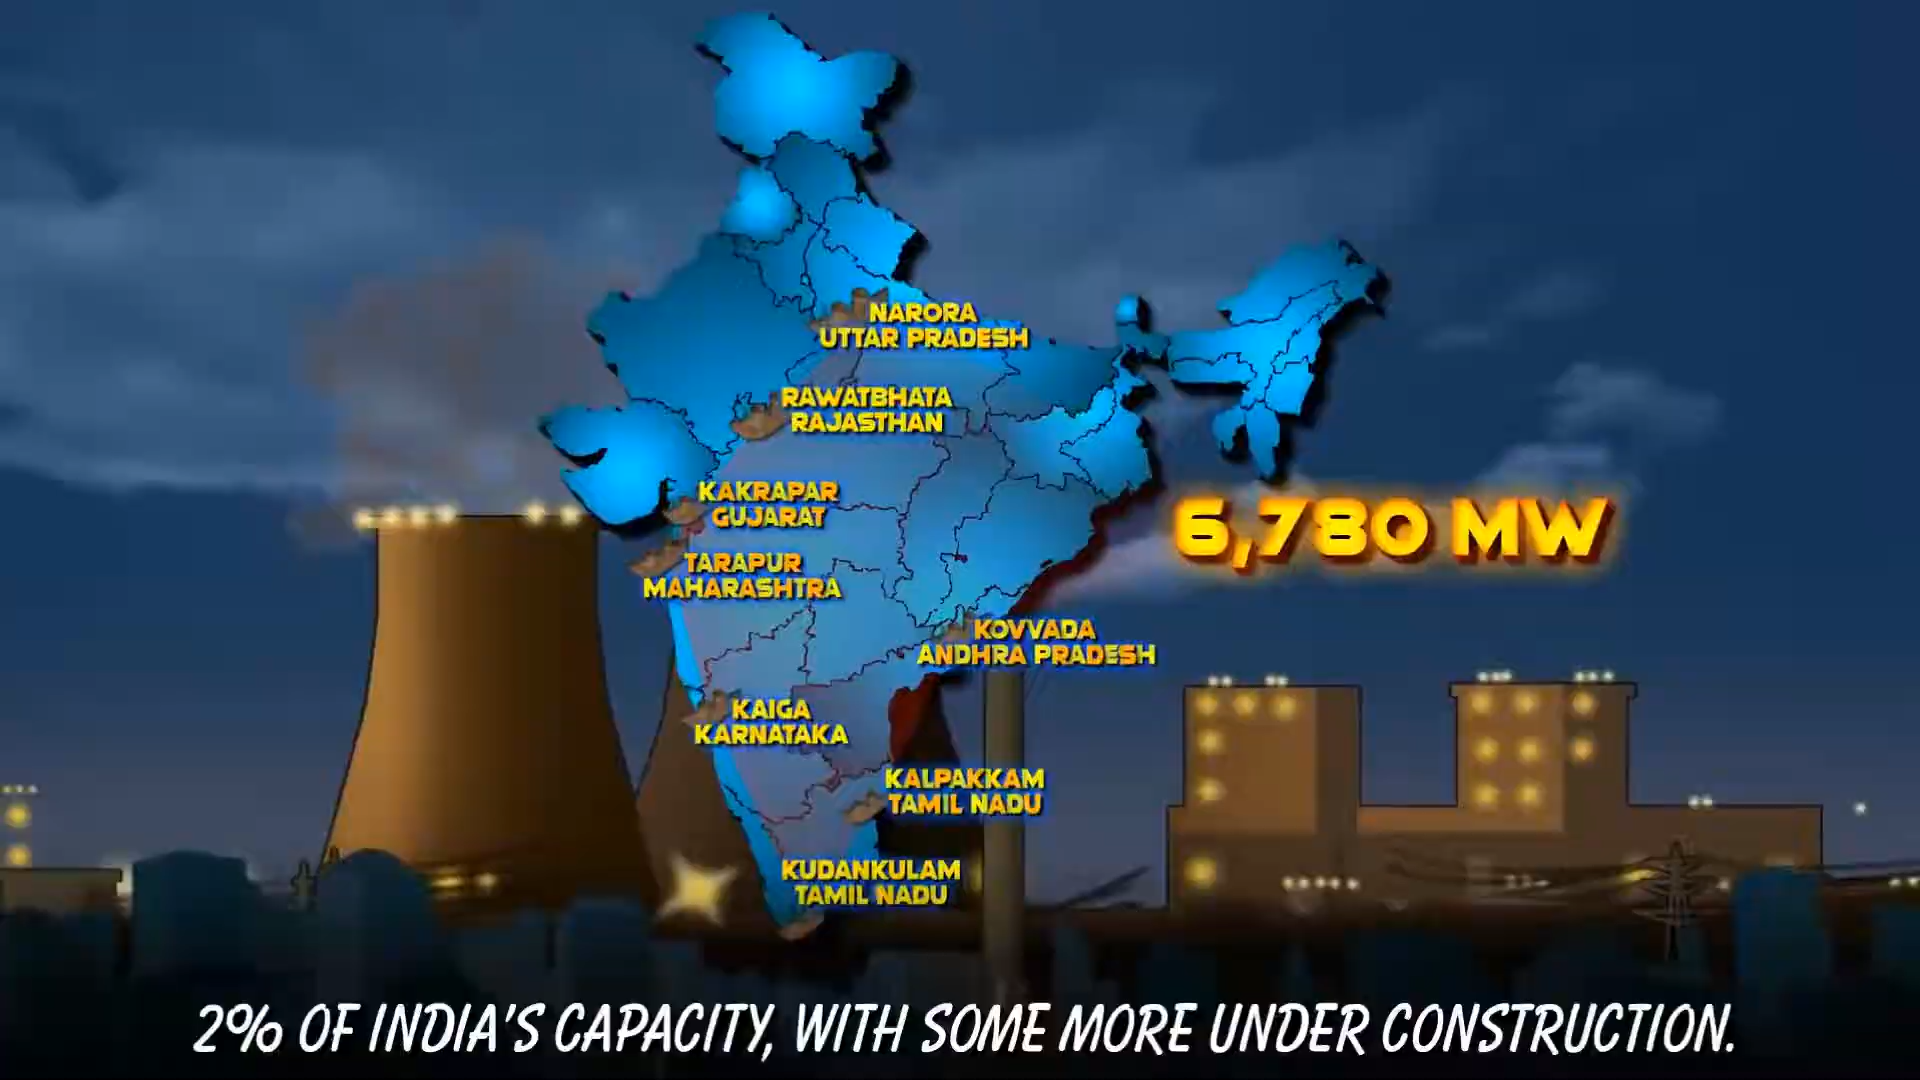 NARORA
UTTAR PRADESH
RAWATBHATA
RAJASTHAN
KAKRAPAR
GUJARAT
6,780 MW
TARAPUR
MAHARASHTRA
KOVVADA
ANDHRA PRADESH
KAIGA
KARNATAKA
KALPAKKAM
TAMIL NADU
KUDANKULAM
TAMIL NADU
2% OF INDIA'S CAPACITY, WITH SOME MORE UNDER CONSTRUCTION.